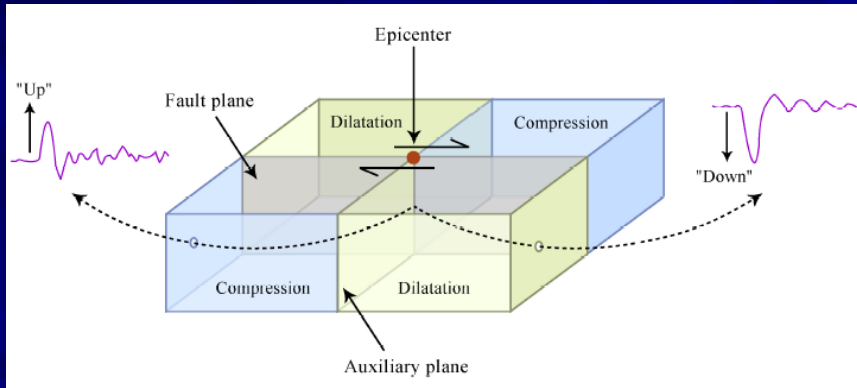 Epicenter
"Up"
Fault plane
Dilatation
Compression
"Down"
Compression
Dilatation
Auxiliary plane